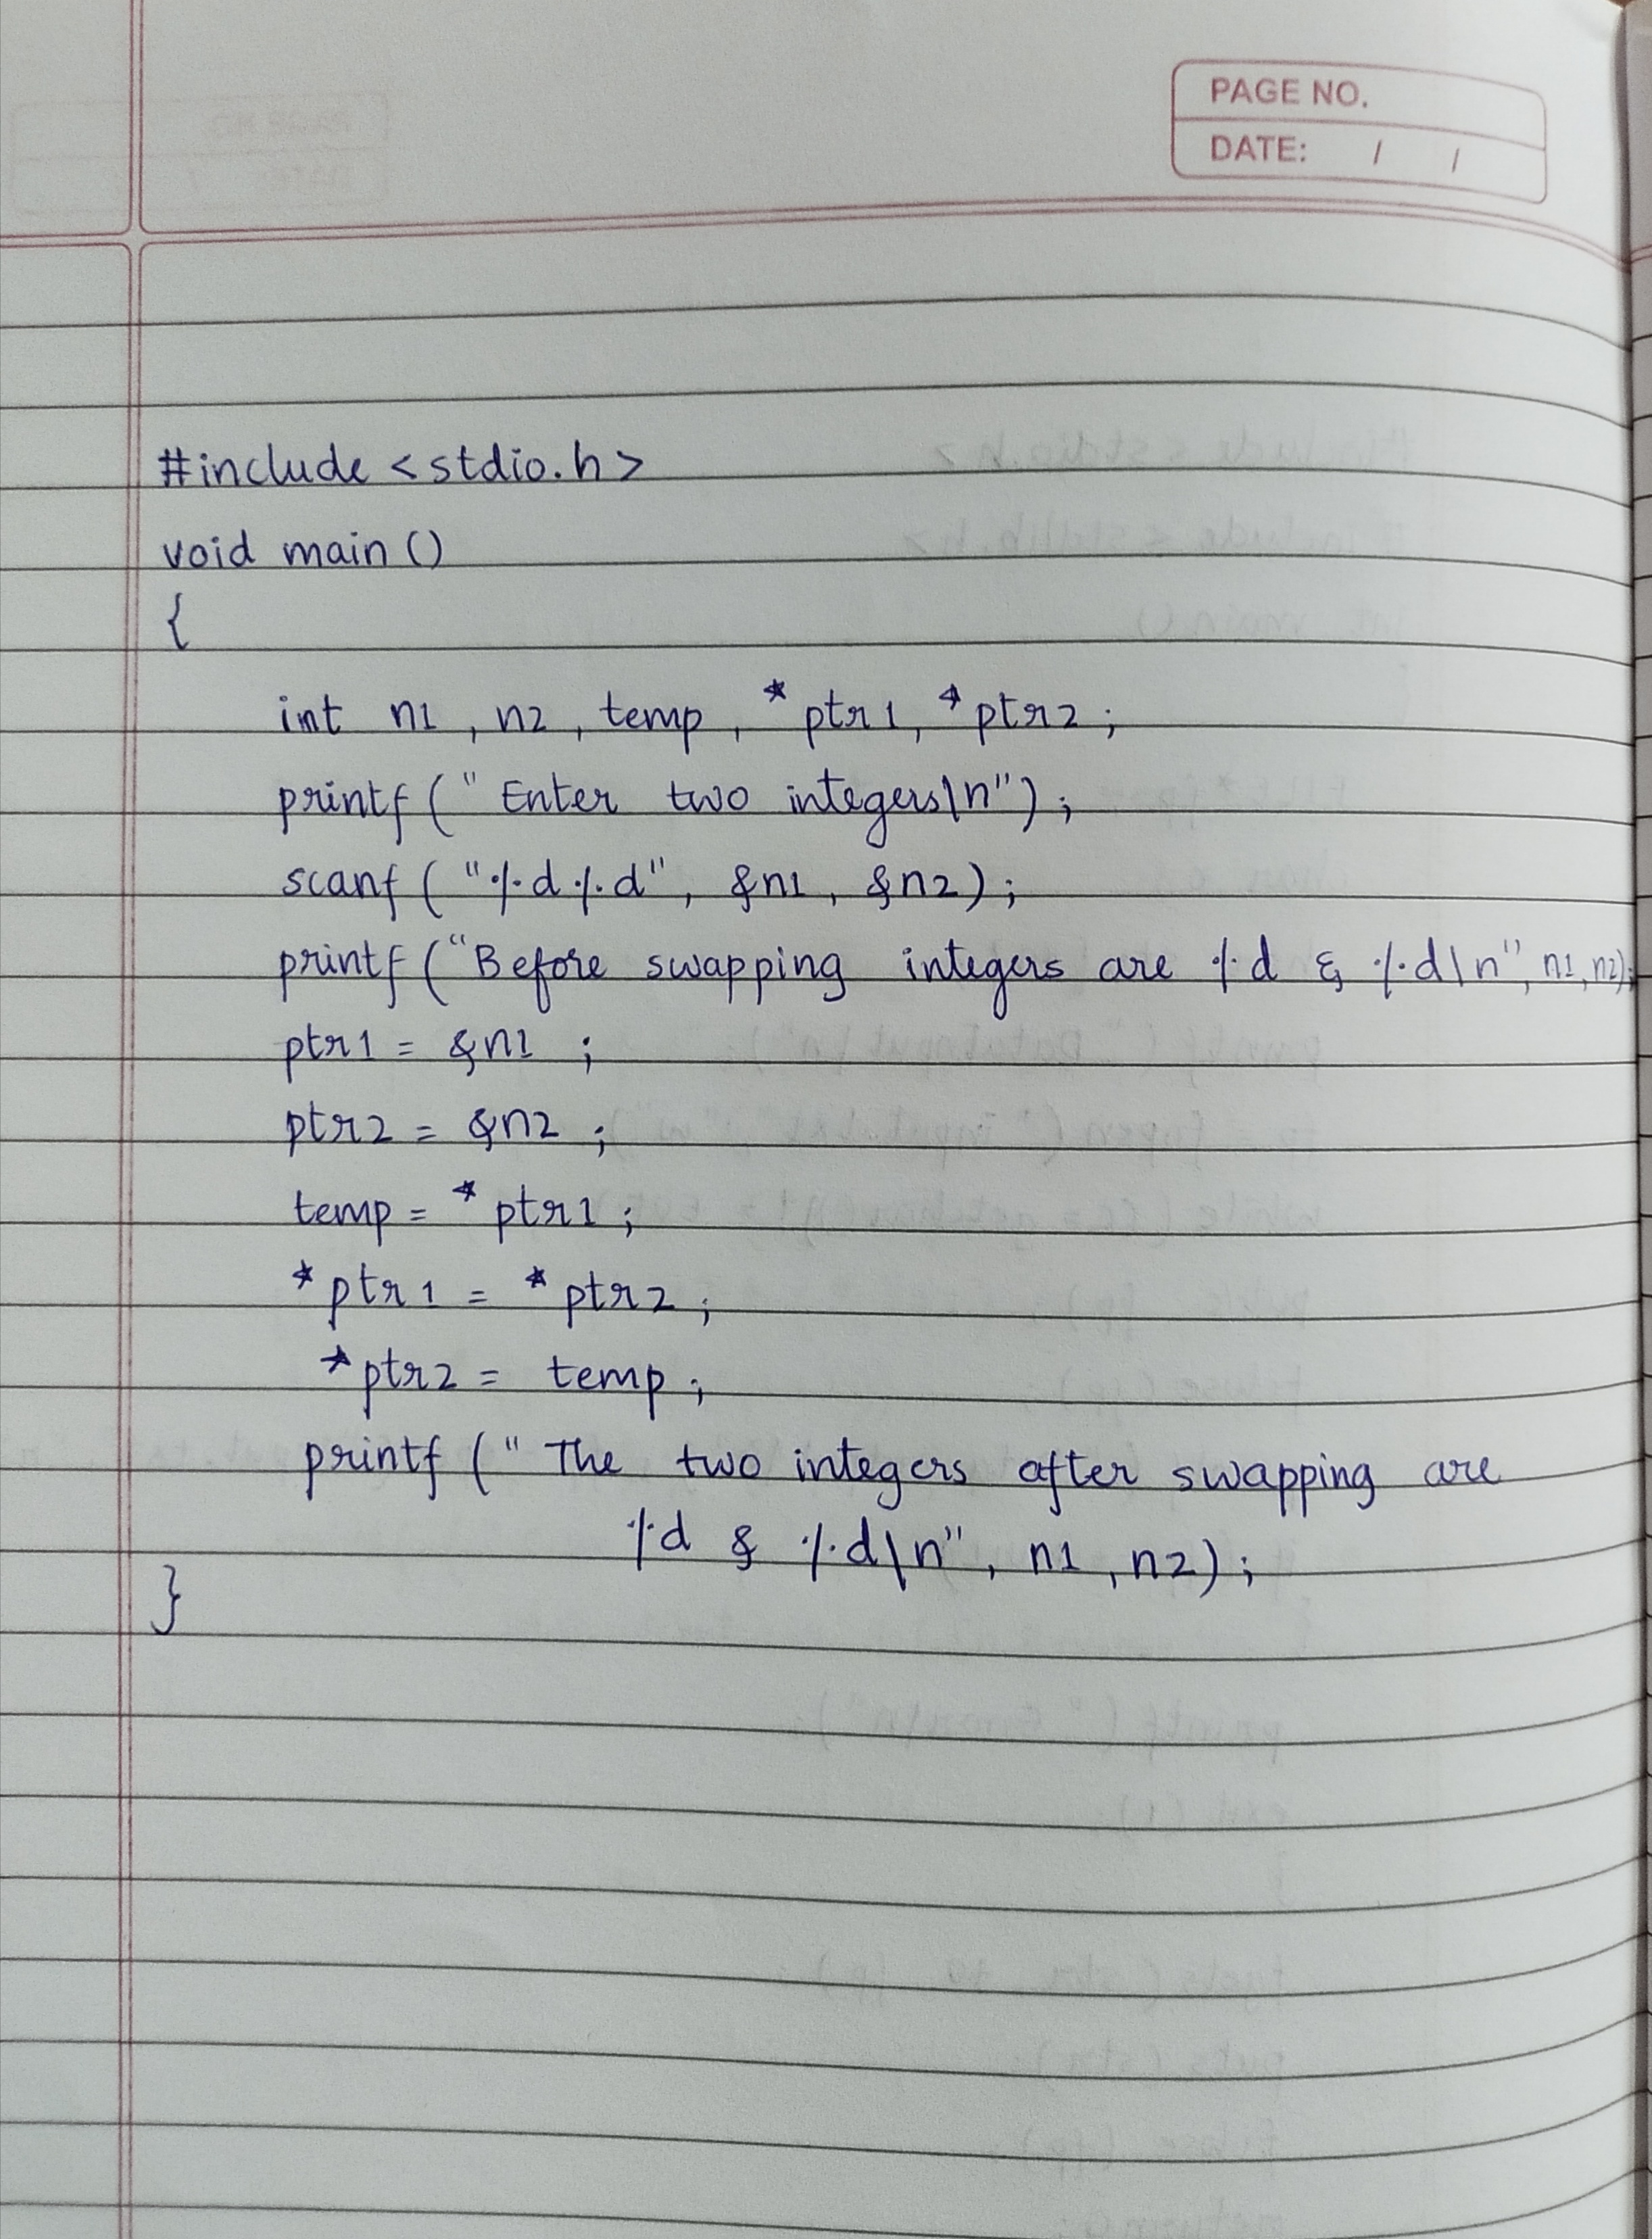 PAGE NO.
DATE: / /
#include <stdio.h>
void main ()
{
int n1, n2, temp, *ptr1, *ptr2;
printf (" Enter two integers\n");
scanf ("%d%d", &n1, &n2);
printf ("Before swapping integers are %d & %d\n", n1, n2);
ptr1 = &n1 ;
ptr2 = &n2 ;
temp = *ptr1;
*ptr1 = *ptr2;
*ptr2 = temp;
printf (" The two integers after swapping are
%d & %d\n", n1, n2);
}